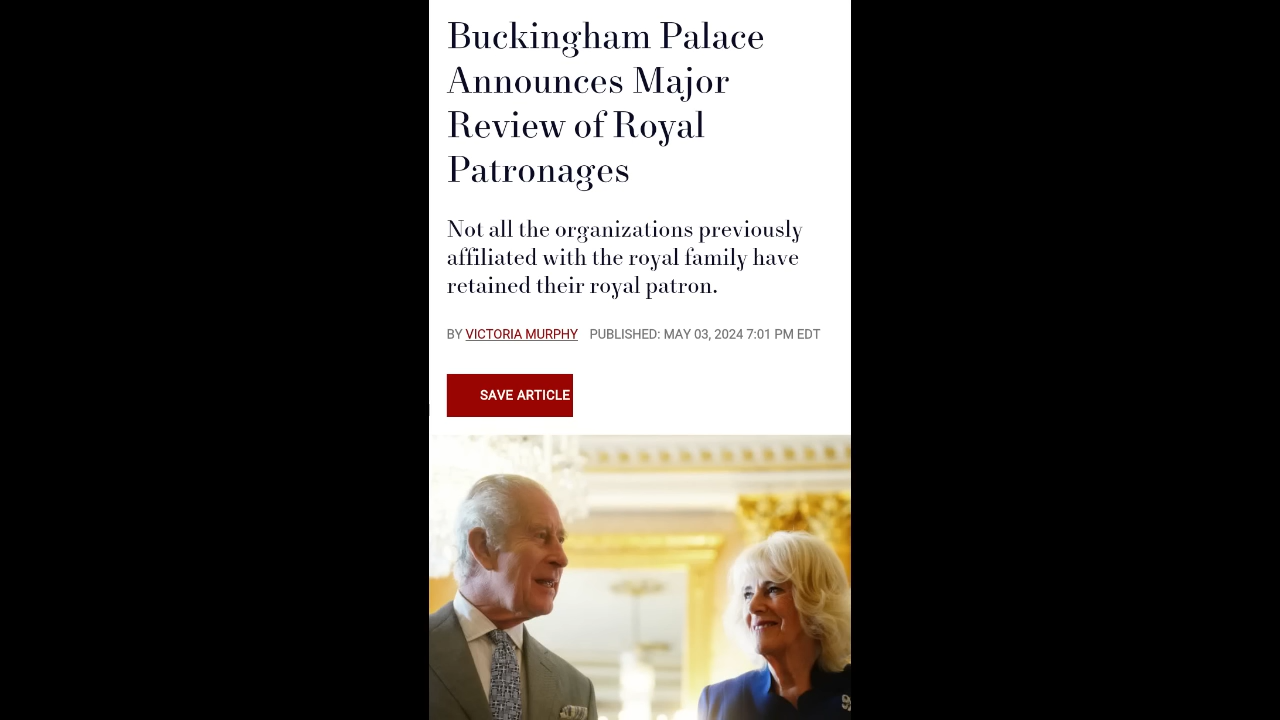 Buckingham Palace
Announces Major
Review of Royal
Patronages
Not all the organizations previously
affiliated with the royal family have
retained their royal patron.
BY VICTORIA MURPHY PUBLISHED: MAY 03, 2024 7:01 PM EDT
SAVE ARTICLE